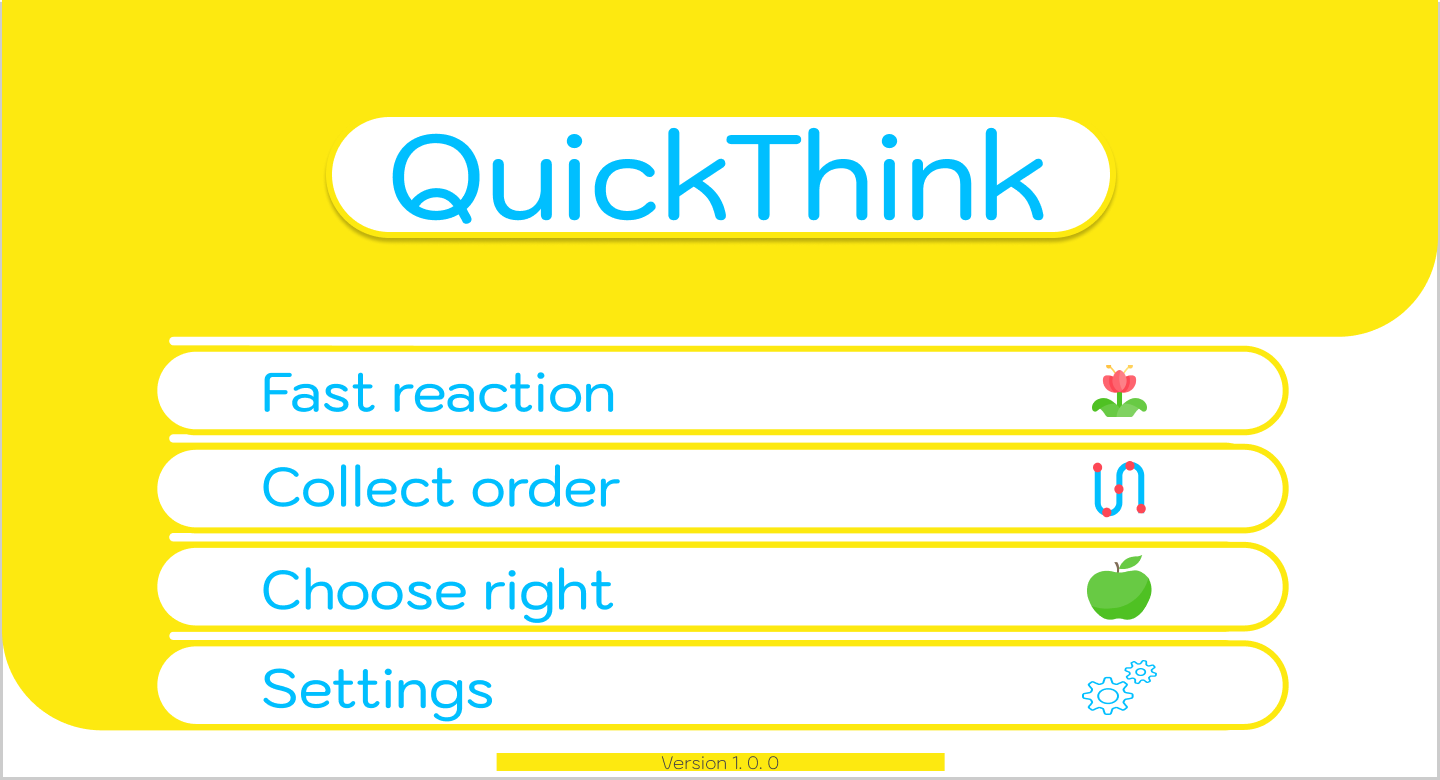 QuickThink
Fast reaction
Collect order
Choose right
Settings
Version 1. 0. 0